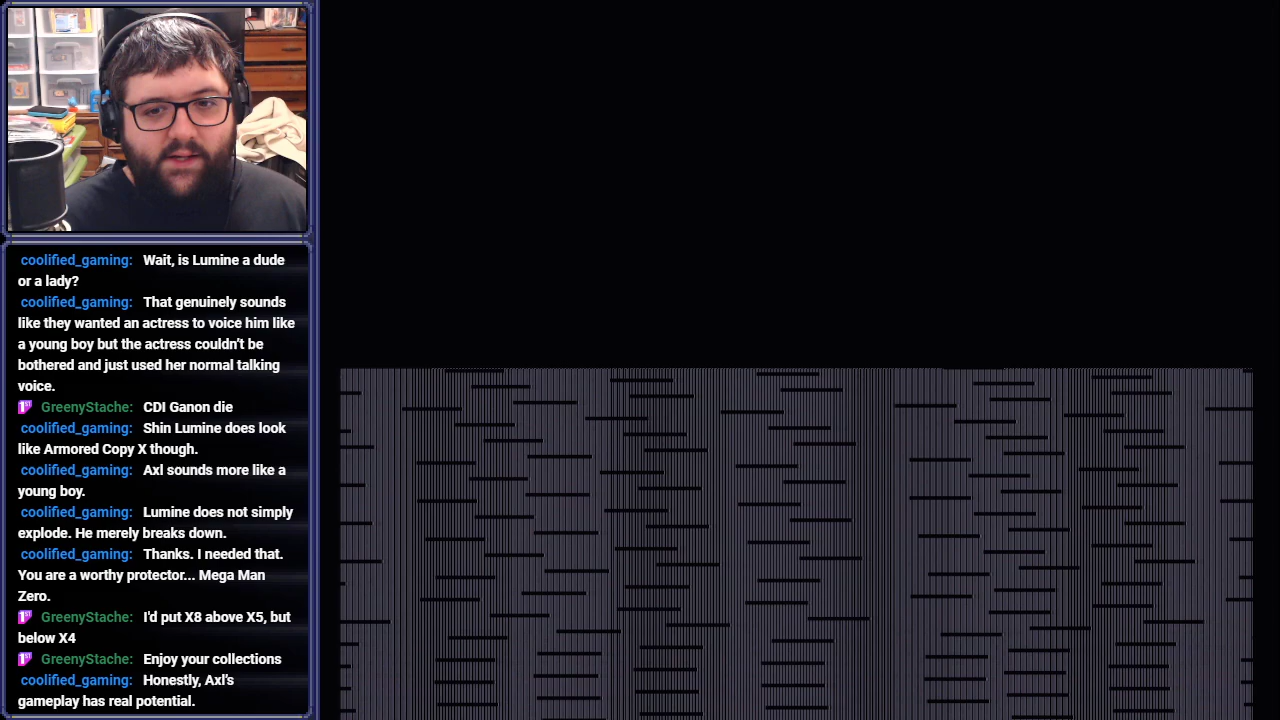 coolified_gaming: Wait, is Lumine a dude
or a lady?
coolified_gaming: That genuinely sounds
like they wanted an actress to voice him like
a young boy but the actress couldn't be
bothered and just used her normal talking
voice.
1ST GreenyStache: CDI Ganon die
coolified_gaming: Shin Lumine does look
like Armored Copy X though.
coolified_gaming: Axl sounds more like a
young boy.
coolified_gaming: Lumine does not simply
explode. He merely breaks down.
coolified_gaming: Thanks. I needed that.
You are a worthy protector... Mega Man
Zero.
1ST GreenyStache: I'd put X8 above X5, but
below X4
1ST GreenyStache: Enjoy your collections
coolified_gaming: Honestly, Axl's
gameplay has real potential.